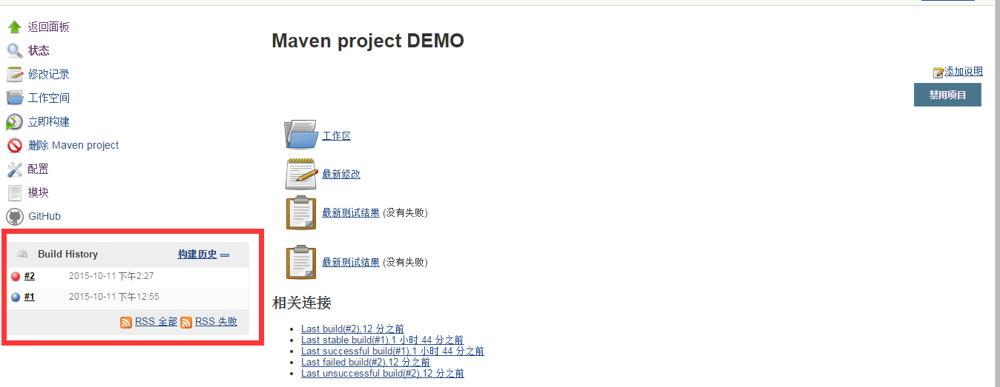 返回面板
状态
修改记录
工作空间
立即构建
删除 Maven project
配置
模块
GitHub
Build History 构建历史
#2 2015-10-11 下午2:27
#1 2015-10-11 下午12:55
RSS 全部 RSS 失败
Maven project DEMO
添加说明
禁用项目
工作区
最新修改
最新测试结果 (没有失败)
最新测试结果 (没有失败)
相关连接
Last build(#2),12 分之前
Last stable build(#1),1 小时 44 分之前
Last successful build(#1),1 小时 44 分之前
Last failed build(#2),12 分之前
Last unsuccessful build(#2),12 分之前